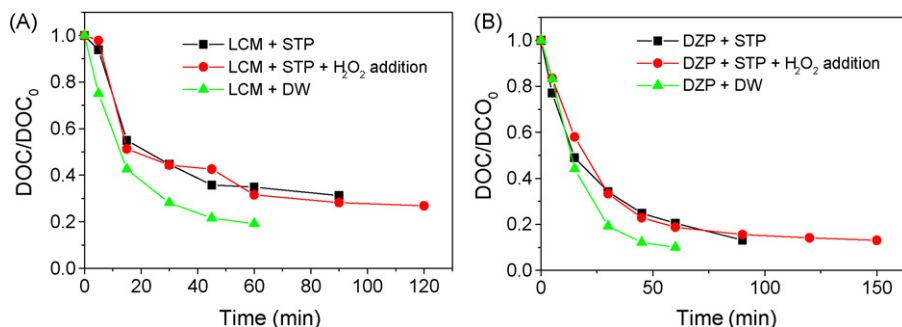 (A)
1.0
0.8
0.6
0.4
0.2
0.0
DOC/DOC₀
LCM + STP
LCM + STP + H₂O₂ addition
LCM + DW
0 20 40 60 80 100 120
Time (min)
(B)
1.0
0.8
0.6
0.4
0.2
0.0
DOC/DCO₀
DZP + STP
DZP + STP + H₂O₂ addition
DZP + DW
0 50 100 150
Time (min)